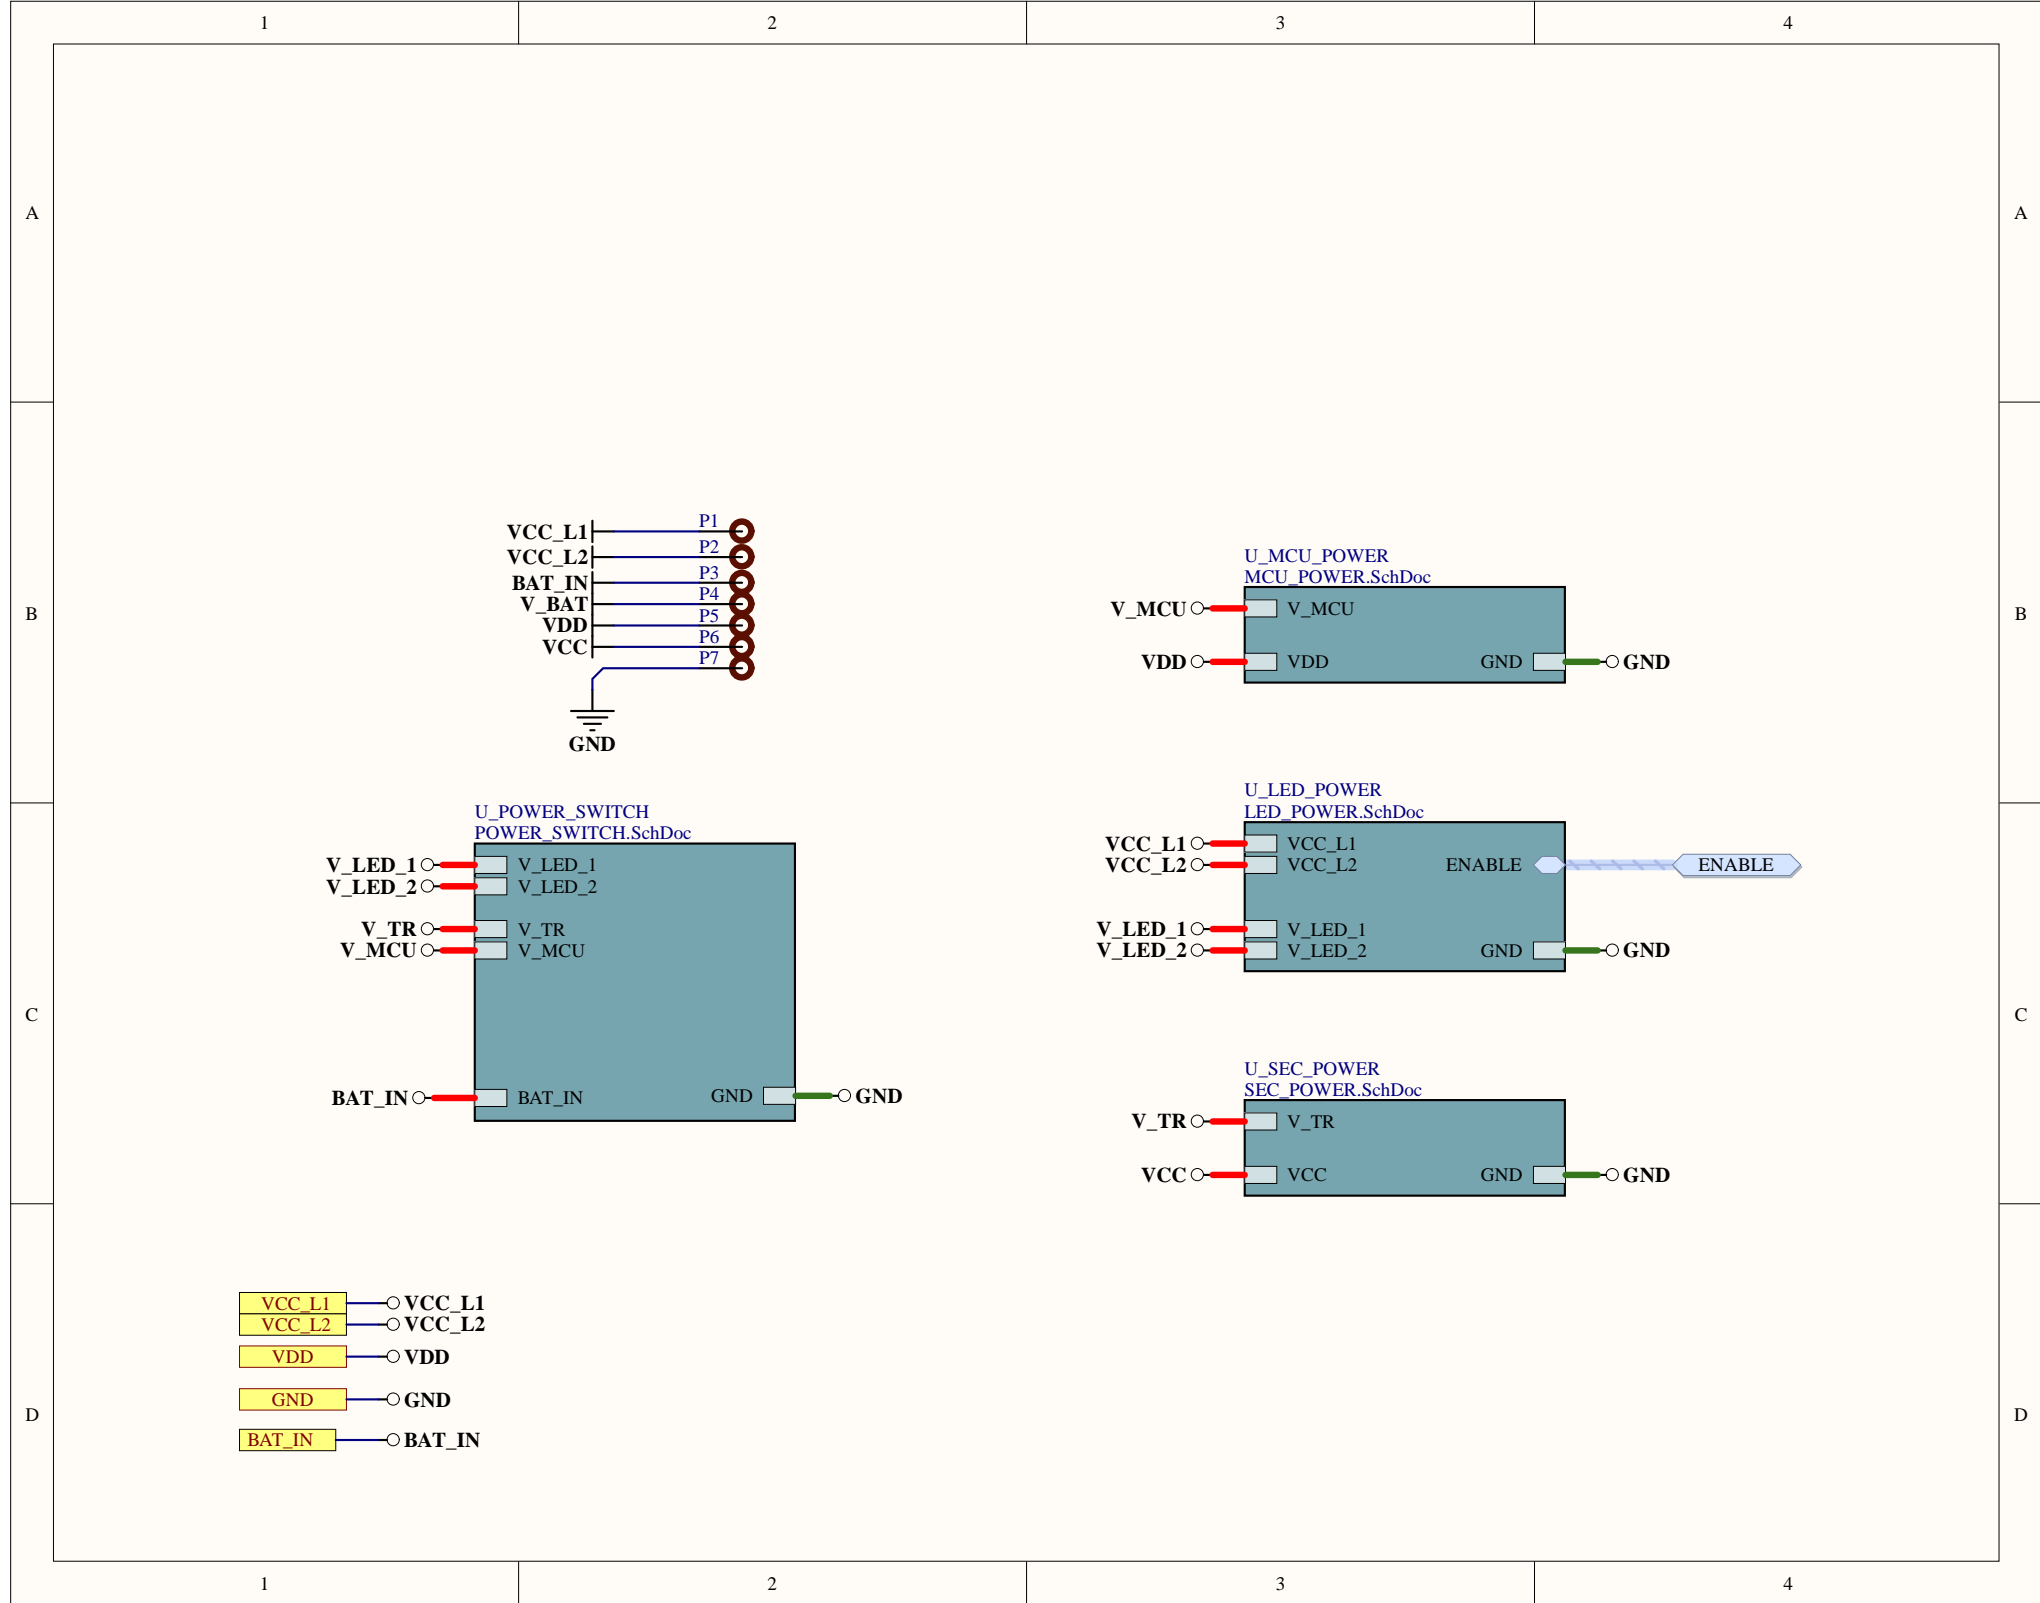 1 2 3 4
A A
VCC_L1 P1
VCC_L2 P2
BAT_IN P3
V_BAT P4
VDD P5
VCC P6
P7
GND
U_MCU_POWER
MCU_POWER.SchDoc
V_MCU V_MCU
VDD VDD GND GND
B B
U_POWER_SWITCH
POWER_SWITCH.SchDoc
V_LED_1 V_LED_1
V_LED_2 V_LED_2
V_TR V_TR
V_MCU V_MCU
BAT_IN BAT_IN GND GND
U_LED_POWER
LED_POWER.SchDoc
VCC_L1 VCC_L1
VCC_L2 VCC_L2 ENABLE ENABLE
V_LED_1 V_LED_1
V_LED_2 V_LED_2 GND GND
C C
U_SEC_POWER
SEC_POWER.SchDoc
V_TR V_TR
VCC VCC GND GND
VCC_L1 VCC_L1
VCC_L2 VCC_L2
VDD VDD
GND GND
D D
BAT_IN BAT_IN
1 2 3 4